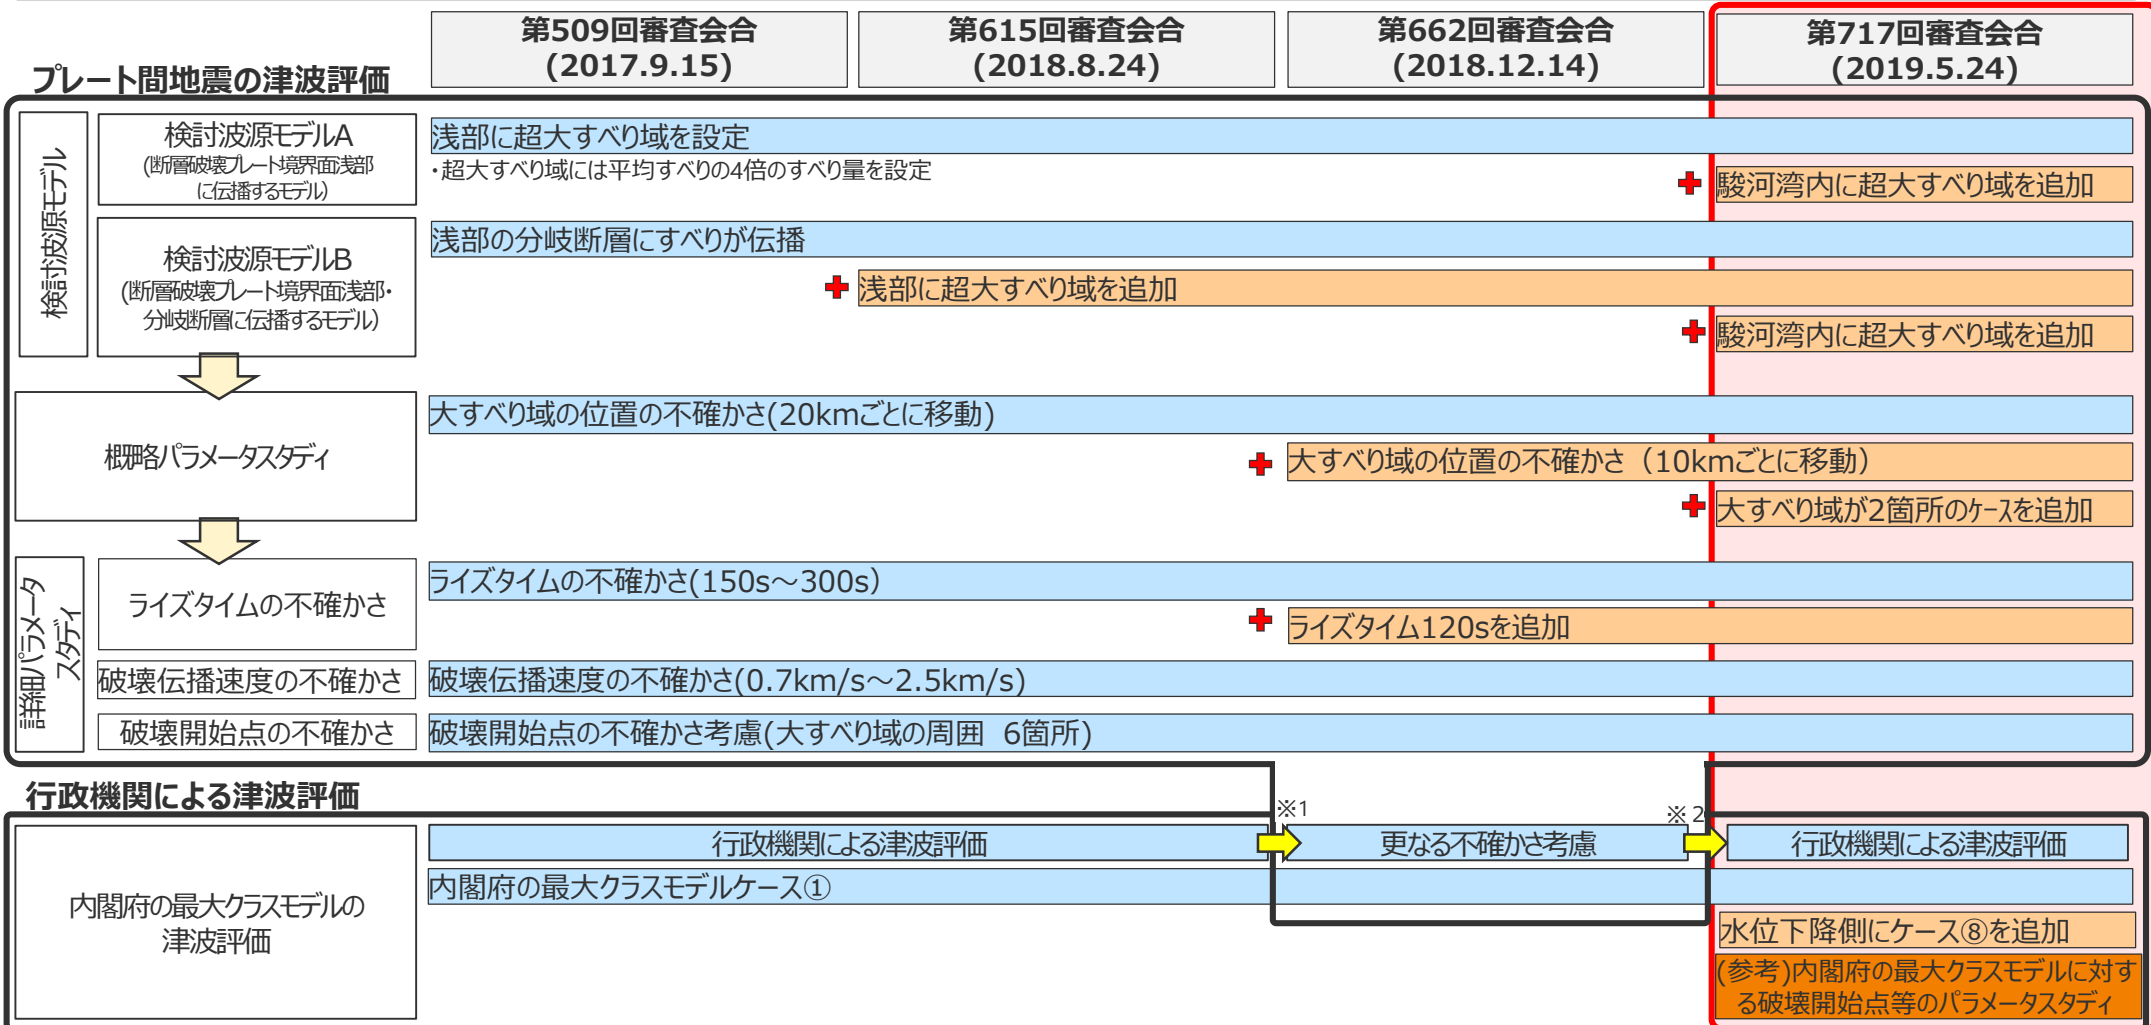 第509回審査会合
(2017.9.15)
第615回審査会合
(2018.8.24)
第662回審査会合
(2018.12.14)
第717回審査会合
(2019.5.24)
プレート間地震の津波評価
検討波源モデル
検討波源モデルA
(断層破壊プレート境界面浅部
に伝播するモデル)
浅部に超大すべり域を設定
・超大すべり域には平均すべりの4倍のすべり量を設定
駿河湾内に超大すべり域を追加
検討波源モデルB
(断層破壊プレート境界面浅部・
分岐断層に伝播するモデル)
浅部の分岐断層にすべりが伝播
浅部に超大すべり域を追加
駿河湾内に超大すべり域を追加
概略パラメータスタディ
大すべり域の位置の不確かさ(20kmごとに移動)
大すべり域の位置の不確かさ（10kmごとに移動）
大すべり域が2箇所のケースを追加
詳細パラメータ
スタディ
ライズタイムの不確かさ
ライズタイムの不確かさ(150s～300s)
ライズタイム120sを追加
破壊伝播速度の不確かさ
破壊伝播速度の不確かさ(0.7km/s～2.5km/s)
破壊開始点の不確かさ
破壊開始点の不確かさ考慮(大すべり域の周囲 6箇所)
行政機関による津波評価
※1
※2
内閣府の最大クラスモデルの
津波評価
行政機関による津波評価
更なる不確かさ考慮
行政機関による津波評価
内閣府の最大クラスモデルケース①
水位下降側にケース⑧を追加
(参考)内閣府の最大クラスモデルに対す
る破壊開始点等のパラメータスタディ